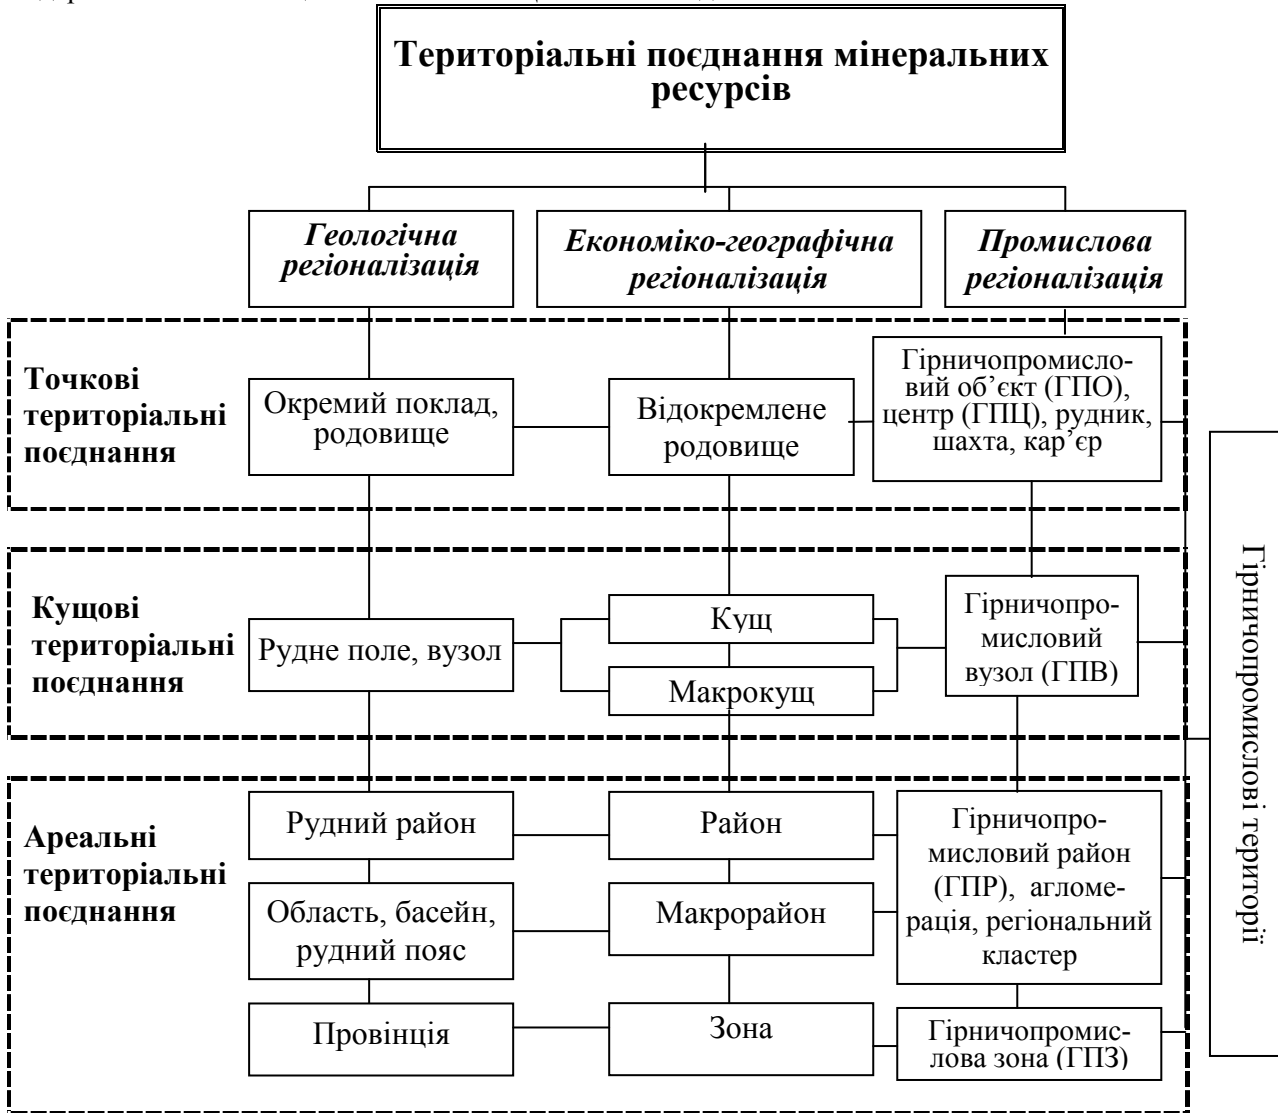 Територіальні поєднання мінеральних
ресурсів
Геологічна
регіоналізація
Економіко-географічна
регіоналізація
Промислова
регіоналізація
Точкові
територіальні
поєднання
Окремий поклад,
родовище
Відокремлене
родовище
Гірничопромисло-
вий об’єкт (ГПО),
центр (ГПЦ), рудник,
шахта, кар’єр
Кущові
територіальні
поєднання
Рудне поле, вузол
Кущ
Макрокущ
Гірничопро-
мисловий
вузол (ГПВ)
Ареальні
територіальні
поєднання
Рудний район
Район
Гірничопро-
мисловий район
(ГПР), агломе-
рація, регіональний
кластер
Область, басейн,
рудний пояс
Макрорайон
Провінція
Зона
Гірничопромис-
лова зона (ГПЗ)
Гірничопромислові території